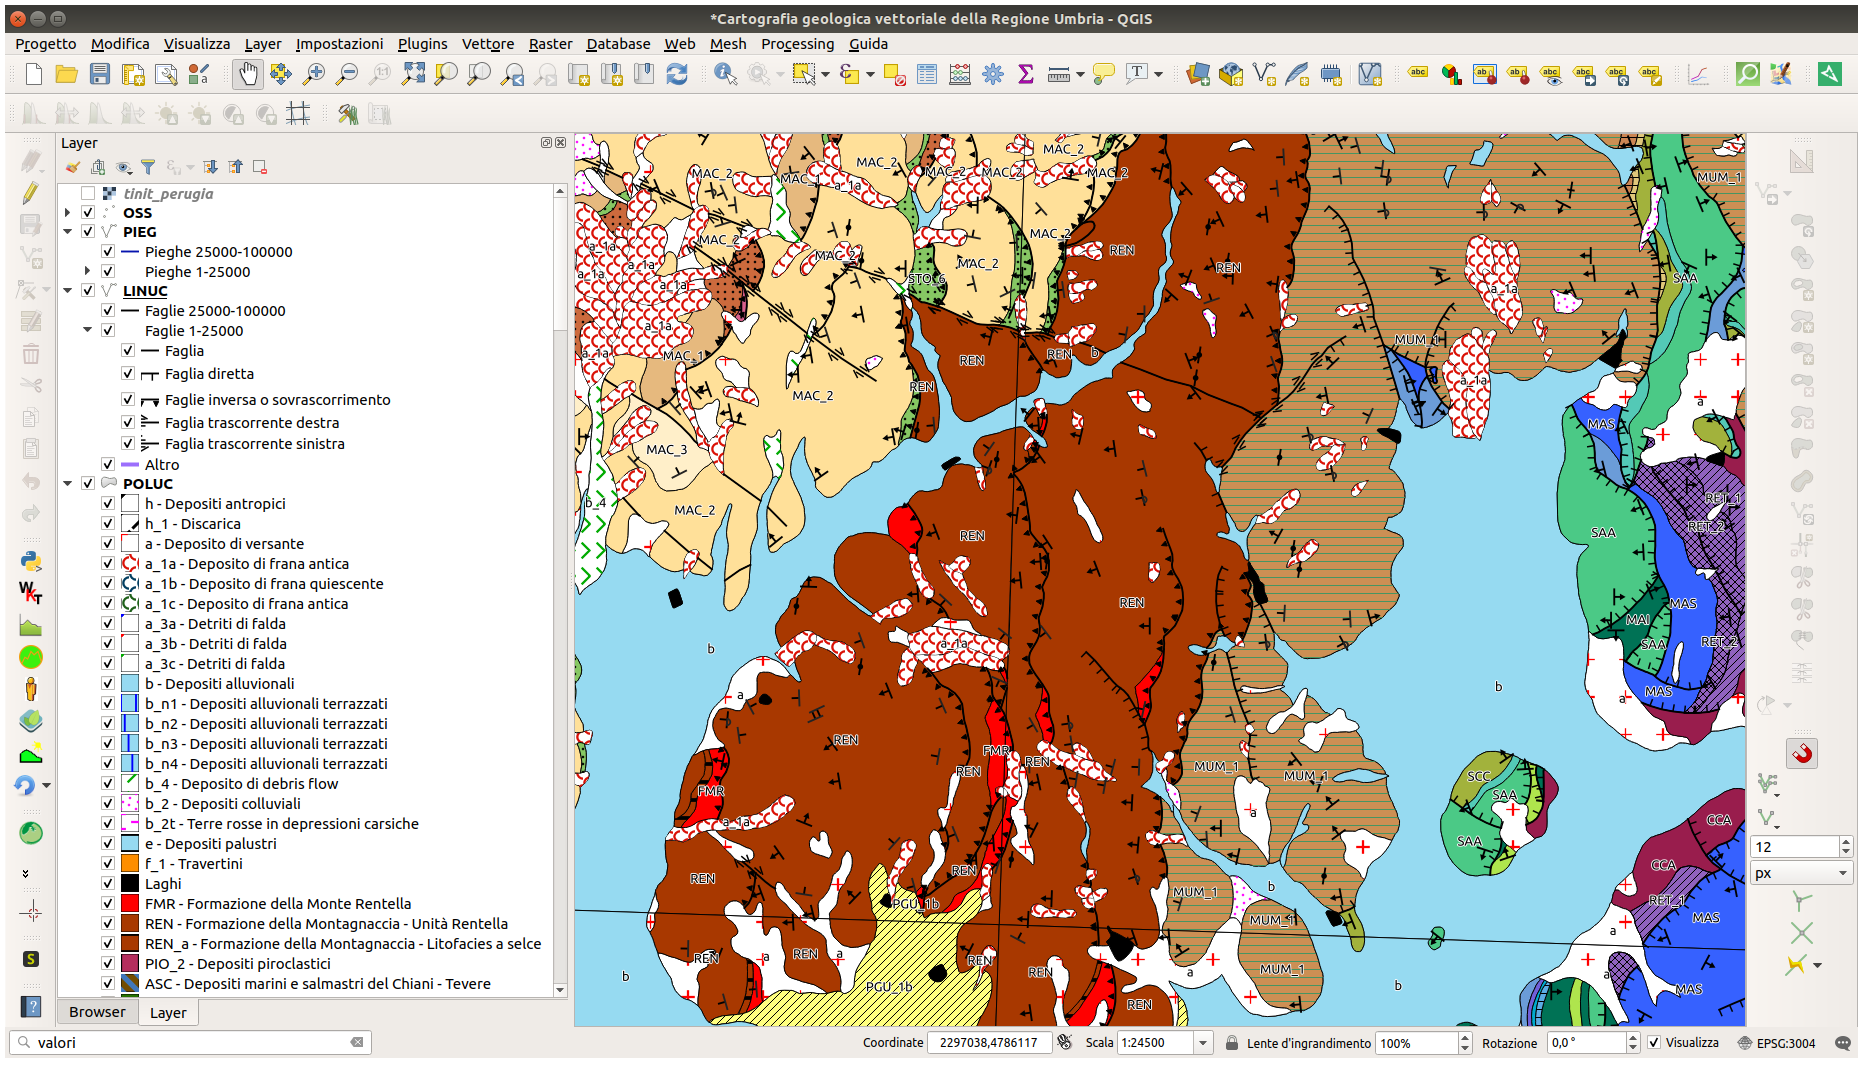 *Cartografia geologica vettoriale della Regione Umbria - QGIS
Progetto Modifica Visualizza Layer Impostazioni Plugins Vettore Raster Database Web Mesh Processing Guida
Layer
tinit_perugia
OSS
PIEG
Pieghe 25000-100000
Pieghe 1-25000
LINUC
Faglie 25000-100000
Faglie 1-25000
Faglia
Faglia diretta
Faglie inversa o sovrascorrimento
Faglia trascorrente destra
Faglia trascorrente sinistra
Altro
POLUC
h - Depositi antropici
h_1 - Discarica
a - Deposito di versante
a_1a - Deposito di frana antica
a_1b - Deposito di frana quiescente
a_1c - Deposito di frana antica
a_3a - Detriti di falda
a_3b - Detriti di falda
a_3c - Detriti di falda
b - Depositi alluvionali
b_n1 - Depositi alluvionali terrazzati
b_n2 - Depositi alluvionali terrazzati
b_n3 - Depositi alluvionali terrazzati
b_n4 - Depositi alluvionali terrazzati
b_4 - Deposito di debris flow
b_2 - Depositi colluviali
b_2t - Terre rosse in depressioni carsiche
e - Depositi palustri
f_1 - Travertini
Laghi
FMR - Formazione della Monte Rentella
REN - Formazione della Montagnaccia - Unità Rentella
REN_a - Formazione della Montagnaccia - Litofacies a selce
PIO_2 - Depositi piroclastici
ASC - Depositi marini e salmastri del Chiani - Tevere
Browser Layer
MAC_2 MAC_2
MAC_2 MAC_1 a_1a MAC_2 MAC_2 MAC_2 MUM_1
MAC_2 MAC_2
a_1a MAC_2 REN
a_1a a_1a MAC_2 REN
a_1a STO_6 SAA
a_1a
a_1a MUM_1
a_1a MAC_1 REN REN b
REN a_1a
MAC_2 a
MAS
MAC_3
b_4 MAC_2 RET_1
REN RET_2
SAA
REN MAS
MAI
b a_1a SAA RET_2
a b MAS
a
REN
FMR REN
REN MUM_1 MUM_1
FMR SCC
SAA
a_1a a SAA CCA
REN REN CCA
b
PGU_1b MUM_1 RET_1
MUM_1 MAS
REN a REN a REN a
b REN a MUM_1 a
PGU_1b b MAS
REN
12
px
valori
Coordinate 2297038,4786117 Scala 1:24500 Lente d'ingrandimento 100% Rotazione 0,0 ° Visualizza EPSG:3004